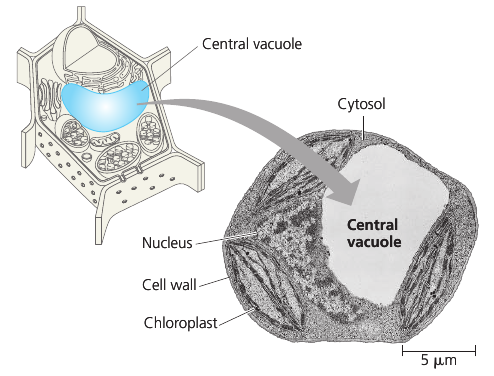 Central vacuole
Cytosol
Central
vacuole
Nucleus
Cell wall
Chloroplast
5 μm